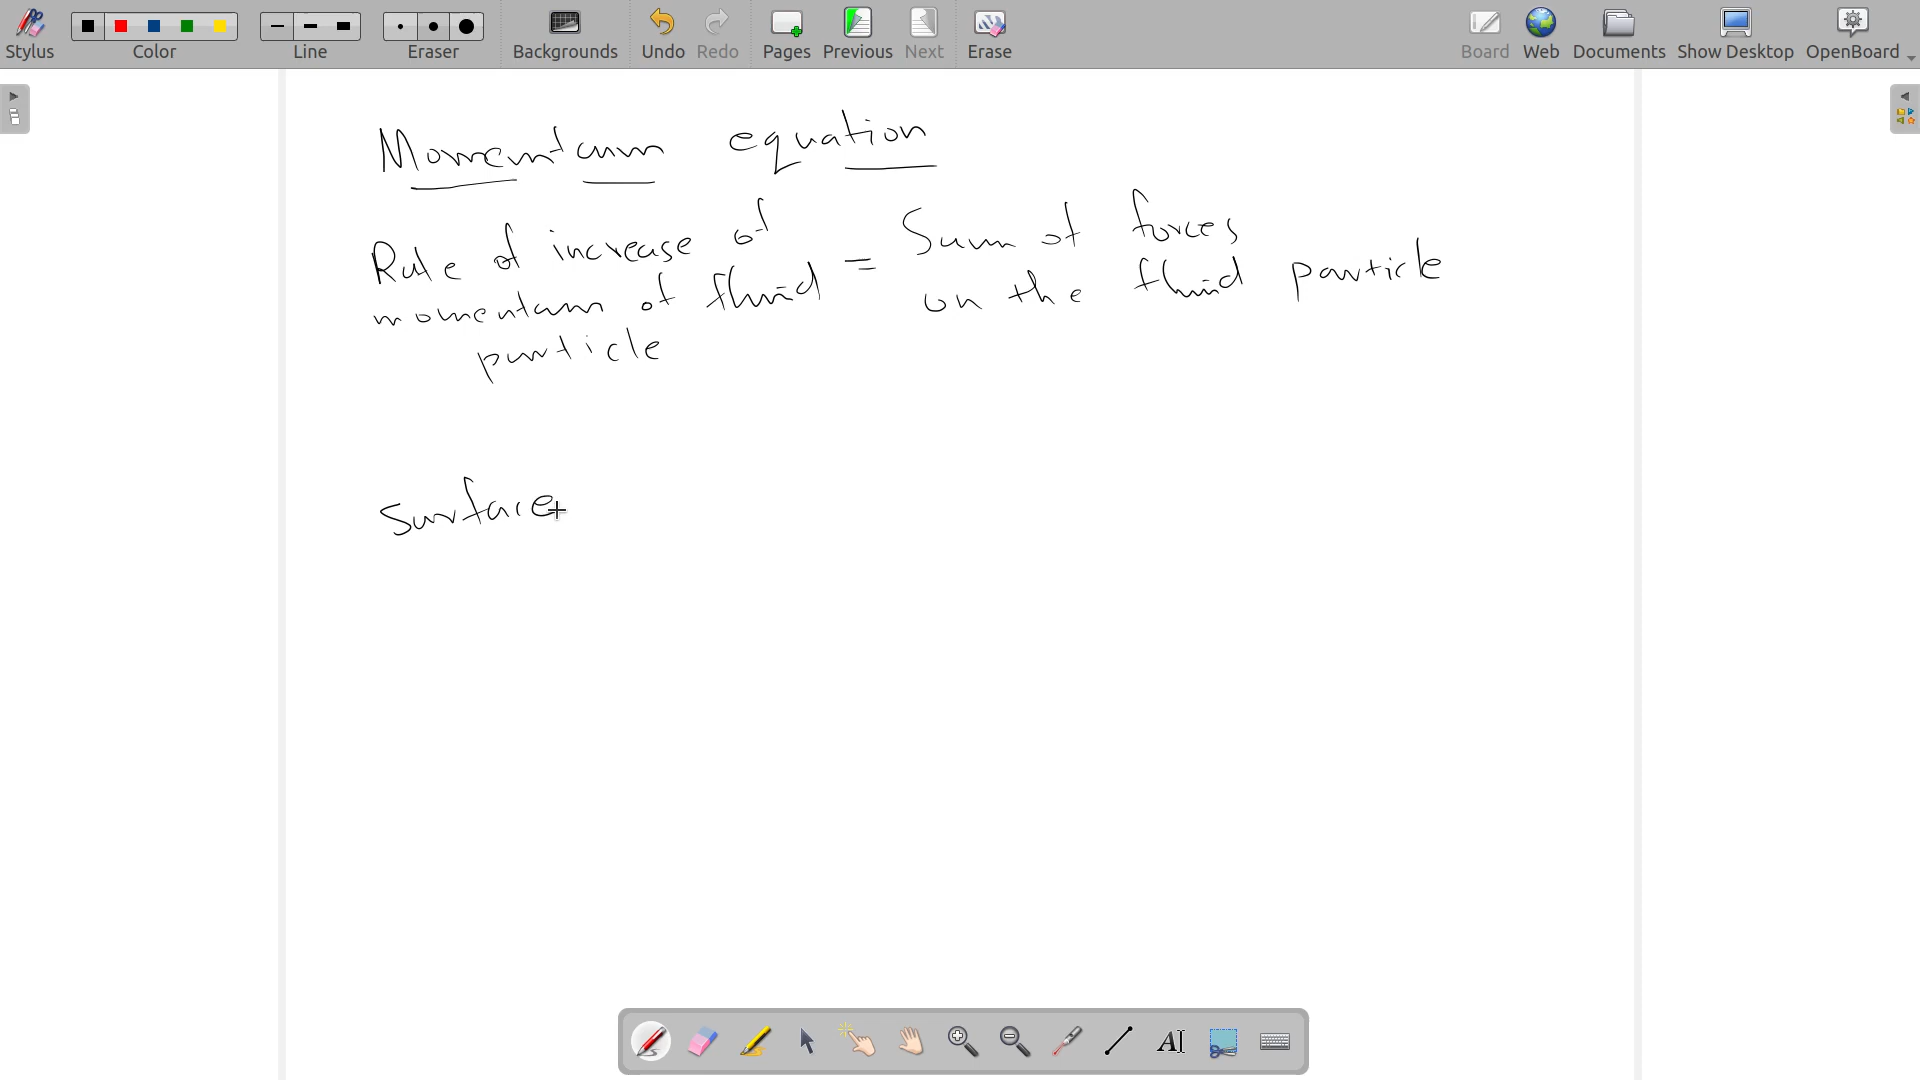 Stylus Color Line Eraser Backgrounds Undo Redo Pages Previous Next Erase Board Web Documents Show Desktop OpenBoard
Momentum equation
Rate of increase of
momentum of fluid
particle
= Sum of forces
on the fluid particle
Surface
AI